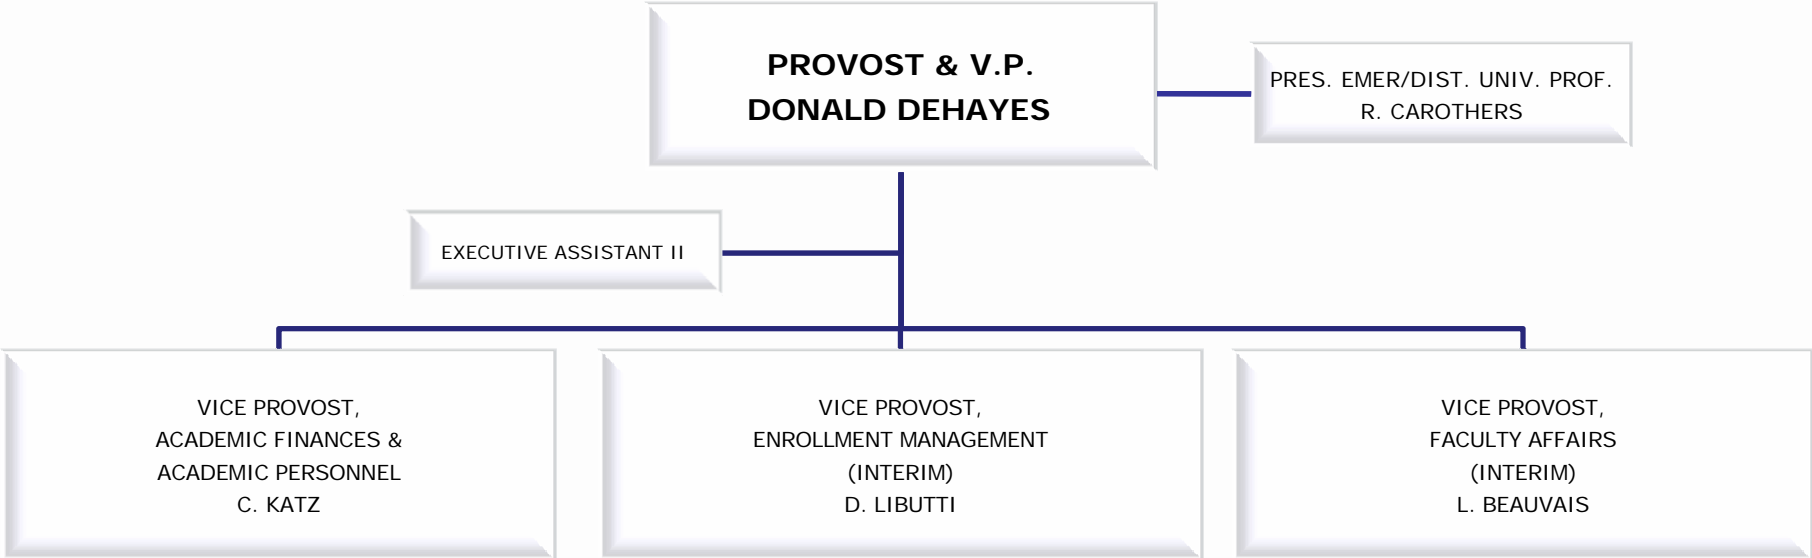 PROVOST & V.P.
DONALD DEHAYES
PRES. EMER/DIST. UNIV. PROF.
R. CAROTHERS
EXECUTIVE ASSISTANT II
VICE PROVOST,
ACADEMIC FINANCES &
ACADEMIC PERSONNEL
C. KATZ
VICE PROVOST,
ENROLLMENT MANAGEMENT
(INTERIM)
D. LIBUTTI
VICE PROVOST,
FACULTY AFFAIRS
(INTERIM)
L. BEAUVAIS